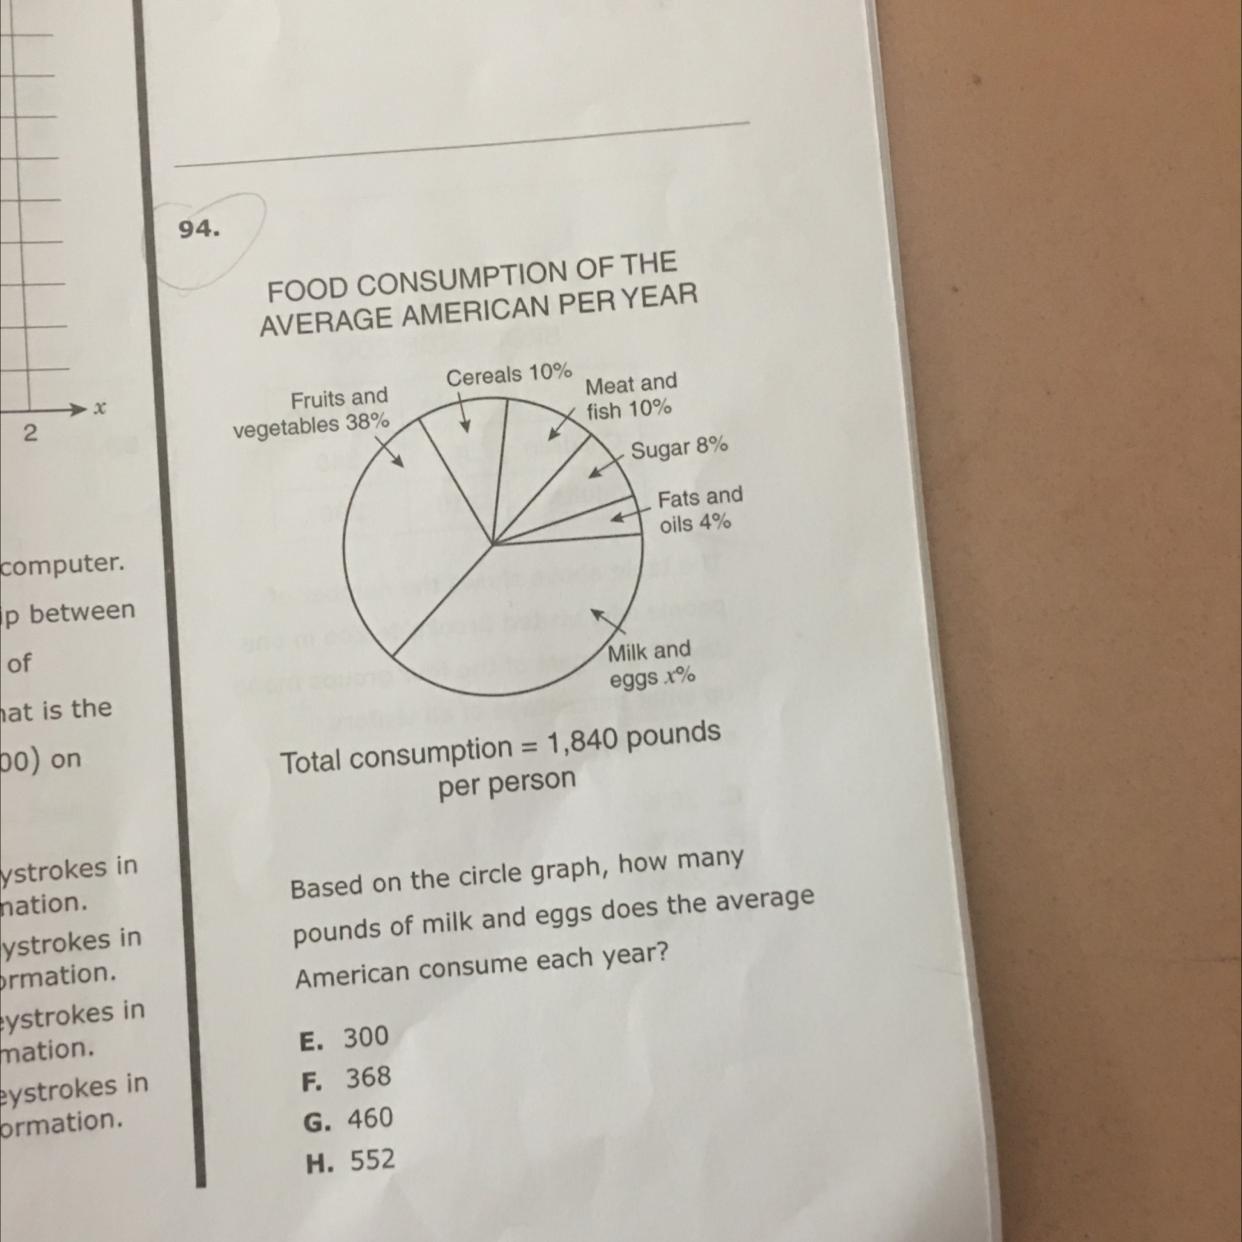 x
2
computer.
ip between
of
hat is the
00) on
ystrokes in
mation.
ystrokes in
ormation.
eystrokes in
mation.
eystrokes in
ormation.
94.
FOOD CONSUMPTION OF THE
AVERAGE AMERICAN PER YEAR
Cereals 10%
Fruits and
vegetables 38%
Meat and
fish 10%
Sugar 8%
Fats and
oils 4%
Milk and
eggs x%
Total consumption = 1,840 pounds
per person
Based on the circle graph, how many
pounds of milk and eggs does the average
American consume each year?
E. 300
F. 368
G. 460
H. 552